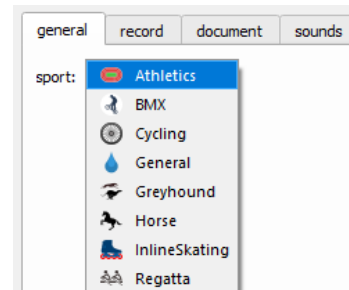 general record document sounds
sport: Athletics
BMX
Cycling
General
Greyhound
Horse
InlineSkating
Regatta